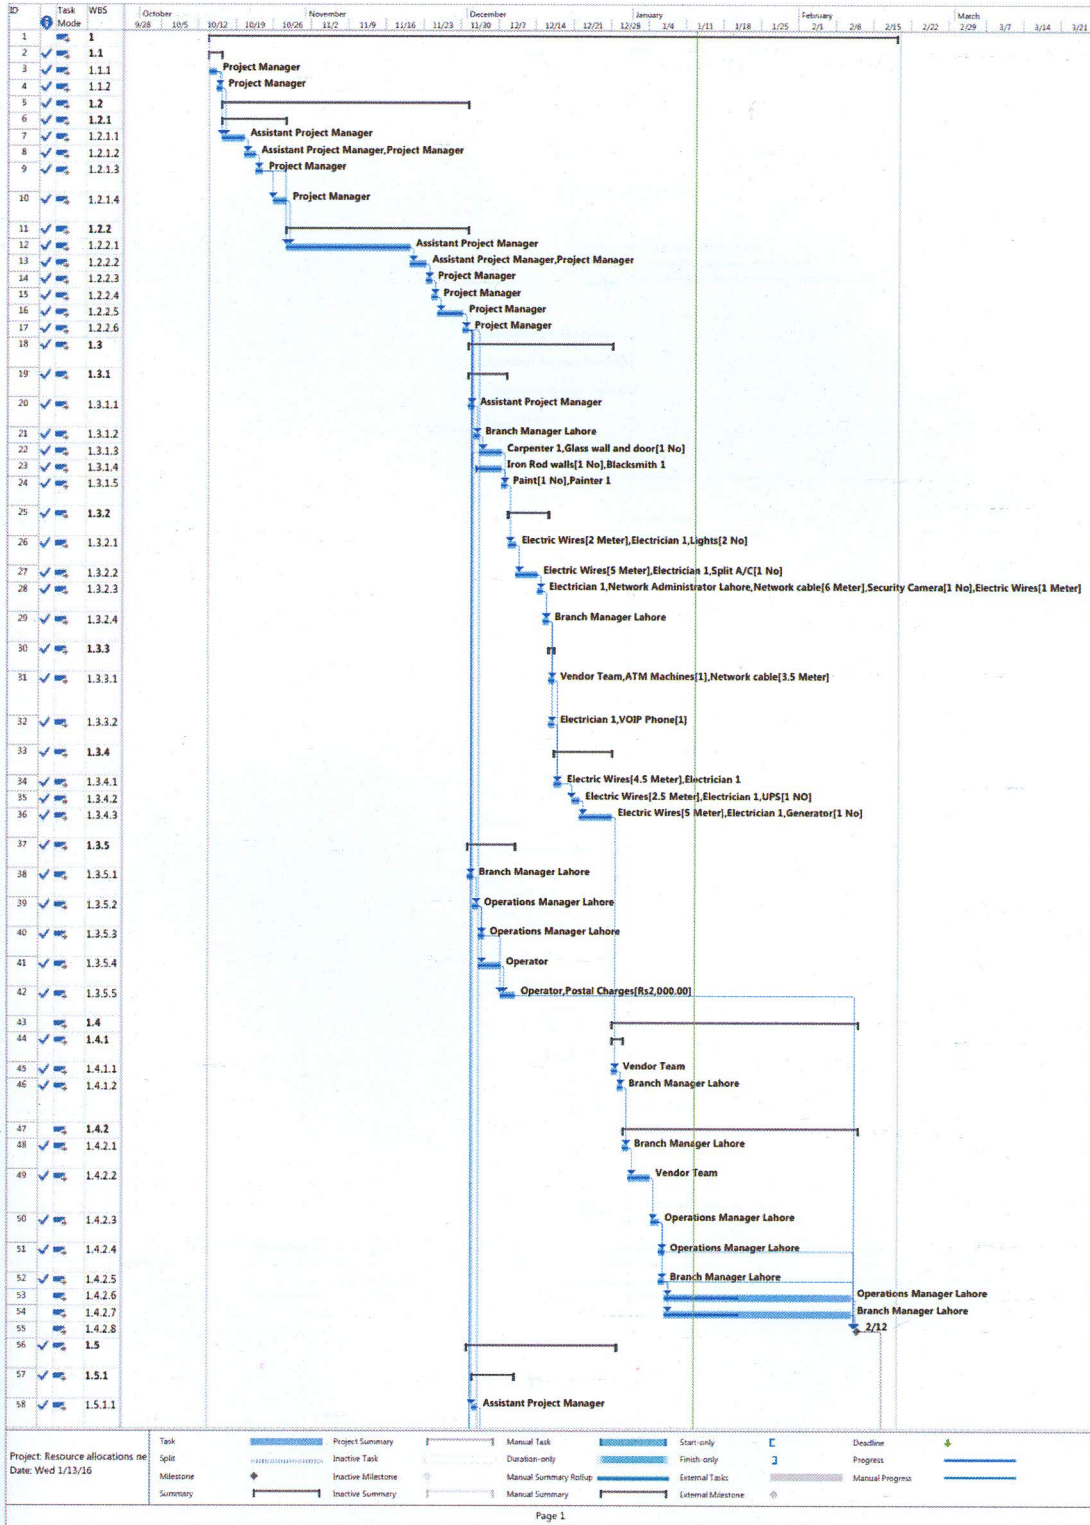 ID Task Mode WBS October November December January February March
9/28 10/5 10/12 10/19 10/26 11/2 11/9 11/16 11/23 11/30 12/7 12/14 12/21 12/28 1/4 1/11 1/18 1/25 2/1 2/8 2/15 2/22 2/29 3/7 3/14 3/21
1 1
2 1.1
3 1.1.1 Project Manager
4 1.1.2 Project Manager
5 1.2
6 1.2.1
7 1.2.1.1 Assistant Project Manager
8 1.2.1.2 Assistant Project Manager,Project Manager
9 1.2.1.3 Project Manager
10 1.2.1.4 Project Manager
11 1.2.2
12 1.2.2.1 Assistant Project Manager
13 1.2.2.2 Assistant Project Manager,Project Manager
14 1.2.2.3 Project Manager
15 1.2.2.4 Project Manager
16 1.2.2.5 Project Manager
17 1.2.2.6 Project Manager
18 1.3
19 1.3.1
20 1.3.1.1 Assistant Project Manager
21 1.3.1.2 Branch Manager Lahore
22 1.3.1.3 Carpenter 1,Glass wall and door[1 No]
23 1.3.1.4 Iron Rod walls[1 No],Blacksmith 1
24 1.3.1.5 Paint[1 No],Painter 1
25 1.3.2
26 1.3.2.1 Electric Wires[2 Meter],Electrician 1,Lights[2 No]
27 1.3.2.2 Electric Wires[5 Meter],Electrician 1,Split A/C[1 No]
28 1.3.2.3 Electrician 1,Network Administrator Lahore,Network cable[6 Meter],Security Camera[1 No],Electric Wires[1 Meter]
29 1.3.2.4 Branch Manager Lahore
30 1.3.3
31 1.3.3.1 Vendor Team,ATM Machines[1],Network cable[3.5 Meter]
32 1.3.3.2 Electrician 1,VOIP Phone[1]
33 1.3.4
34 1.3.4.1 Electric Wires[4.5 Meter],Electrician 1
35 1.3.4.2 Electric Wires[2.5 Meter],Electrician 1,UPS[1 NO]
36 1.3.4.3 Electric Wires[5 Meter],Electrician 1,Generator[1 No]
37 1.3.5
38 1.3.5.1 Branch Manager Lahore
39 1.3.5.2 Operations Manager Lahore
40 1.3.5.3 Operations Manager Lahore
41 1.3.5.4 Operator
42 1.3.5.5 Operator,Postal Charges[Rs2,000.00]
43 1.4
44 1.4.1
45 1.4.1.1 Vendor Team
46 1.4.1.2 Branch Manager Lahore
47 1.4.2
48 1.4.2.1 Branch Manager Lahore
49 1.4.2.2 Vendor Team
50 1.4.2.3 Operations Manager Lahore
51 1.4.2.4 Operations Manager Lahore
52 1.4.2.5 Branch Manager Lahore
53 1.4.2.6 Operations Manager Lahore
54 1.4.2.7 Branch Manager Lahore
55 1.4.2.8 2/12
56 1.5
57 1.5.1
58 1.5.1.1 Assistant Project Manager
Project: Resource allocations ne
Date: Wed 1/13/16
Task Project Summary Manual Task Start-only Deadline
Split Inactive Task Duration-only Finish-only Progress
Milestone Inactive Milestone Manual Summary Rollup External Tasks Manual Progress
Summary Inactive Summary Manual Summary External Milestone
Page 1